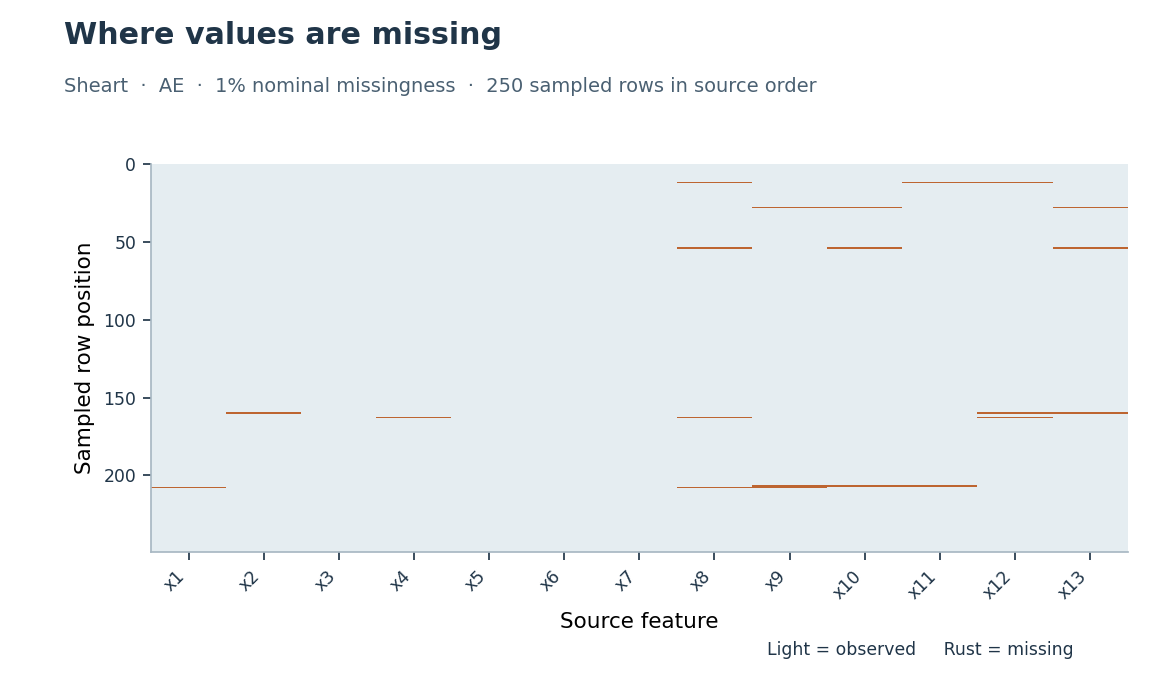 Where values are missing
Sheart · AE · 1% nominal missingness · 250 sampled rows in source order
Sampled row position
0
50
100
150
200
x1 x2 x3 x4 x5 x6 x7 x8 x9 x10 x11 x12 x13
Source feature
Light = observed Rust = missing